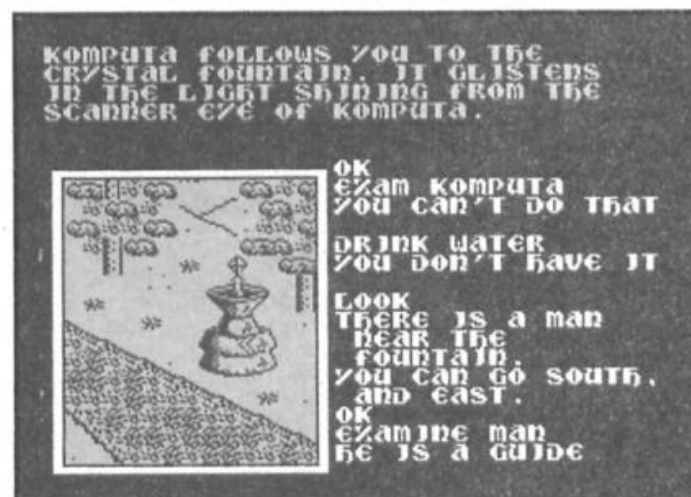 KOMPUTA FOLLOWS YOU TO THE
CRYSTAL FOUNTAIN. IT GLISTENS
IN THE LIGHT SHINING FROM THE
SCANNER EYE OF KOMPUTA.
OK
EXAM KOMPUTA
YOU CAN'T DO THAT
DRINK WATER
YOU DON'T HAVE IT
LOOK
THERE IS A MAN
NEAR THE
FOUNTAIN.
YOU CAN GO SOUTH,
AND EAST.
OK
EXAMINE MAN
HE IS A GUIDE